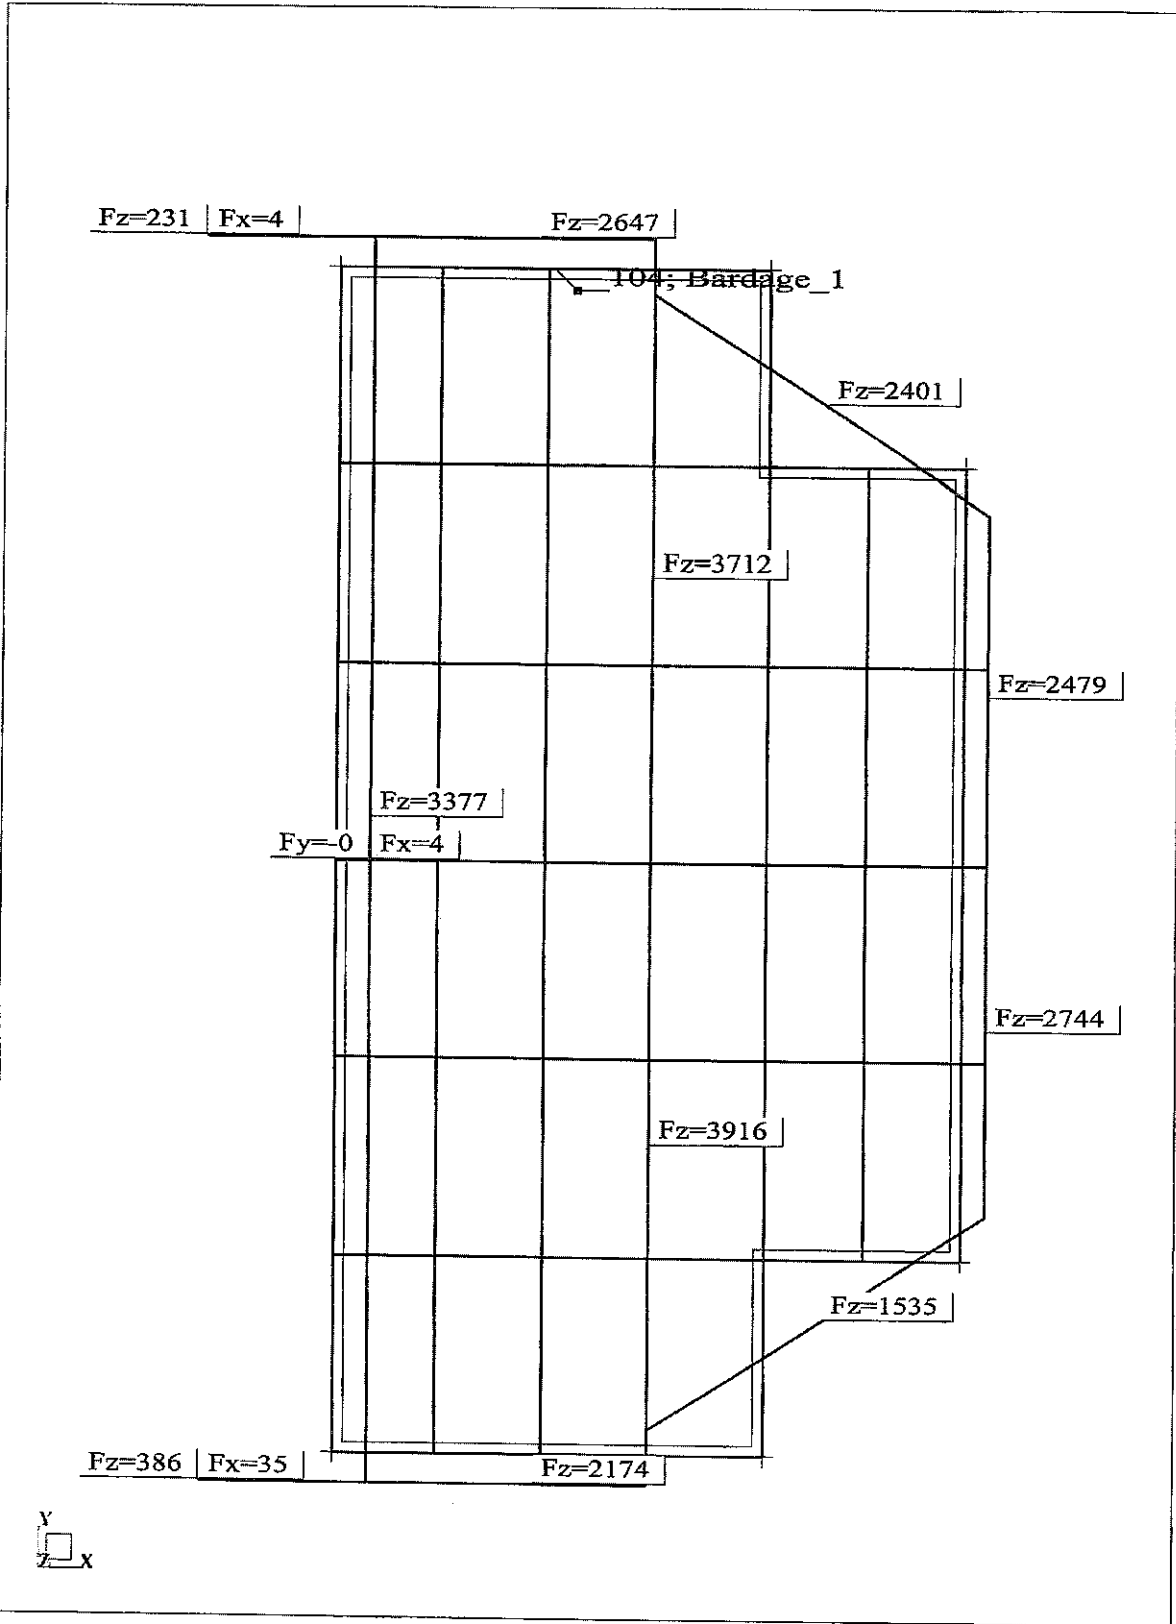 Fz=231 Fx=4 Fz=2647
104; Bardage_1
Fz=2401
Fz=3712
Fz=2479
Fz=3377
Fy=-0 Fx=4
Fz=2744
Fz=3916
Fz=1535
Fz=386 Fx=35 Fz=2174
Y
Z X